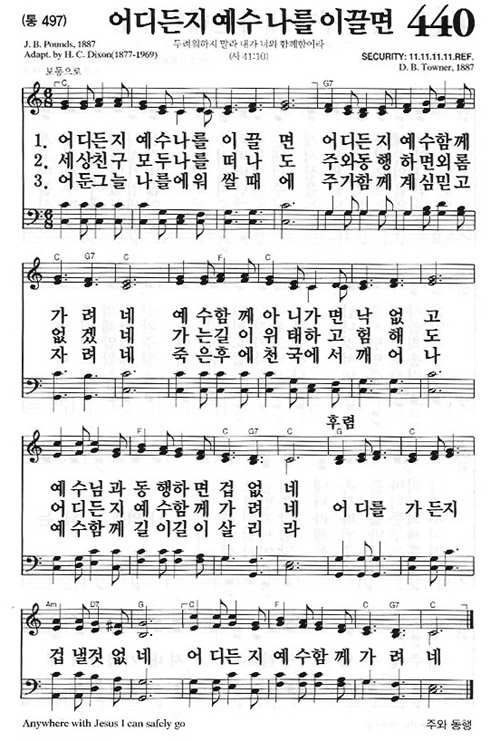 (통 497) 어디든지 예수 나를 이끌면 440
J. B. Pounds, 1887
Adapt. by H. C. Dixon(1877-1969)
두려워하지 말라 내가 너와 함께함이라
(사 41:10)
SECURITY: 11.11.11.11.REF.
D. B. Towner, 1887
보통으로
C G7 C
1. 어디든지 예수나를 이끌면 어디든지 예수함께
2. 세상친구 모두나를 떠나도 주와동행 하면외롬
3. 어둔그늘 나를에워 쌀때에 주가함께 계심믿고
C G7 C F C
가려네 예수함께아니가면낙없고
없겠네 가는길이위태하고험해도
자려네 죽은후에천국에서깨어나
후렴
F C G7 C G
예수님과동행하면겁없네
어디든지예수함께가려네 어디를 가든지
예수함께길이길이살리라
Am D7 G C F C G7 C
겁낼것없네 어디든지예수함께가려네
Anywhere with Jesus I can safely go 주와 동행